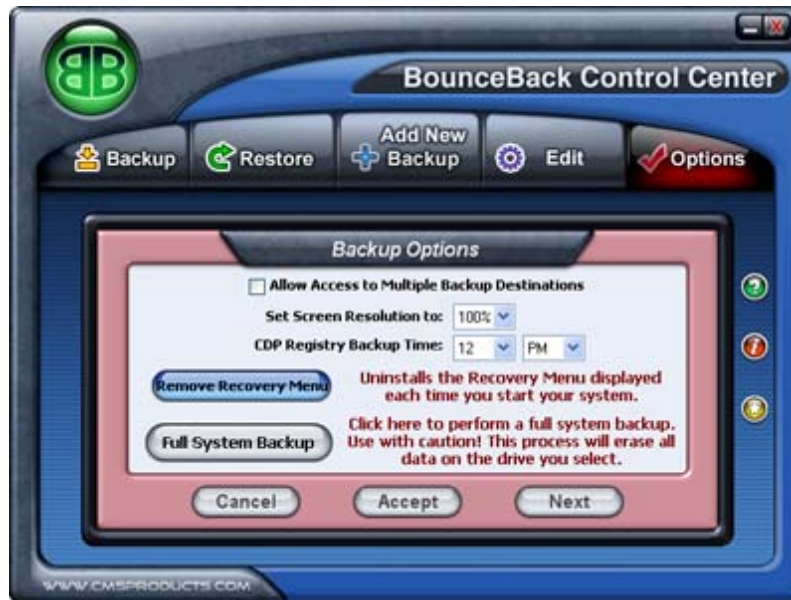 BB
BounceBack Control Center
Backup
Restore
Add New
Backup
Edit
Options
Backup Options
Allow Access to Multiple Backup Destinations
Set Screen Resolution to: 100%
CDP Registry Backup Time: 12 PM
Remove Recovery Menu
Uninstalls the Recovery Menu displayed
each time you start your system.
Full System Backup
Click here to perform a full system backup.
Use with caution! This process will erase all
data on the drive you select.
Cancel
Accept
Next
WWW.CMSPRODUCTS.COM